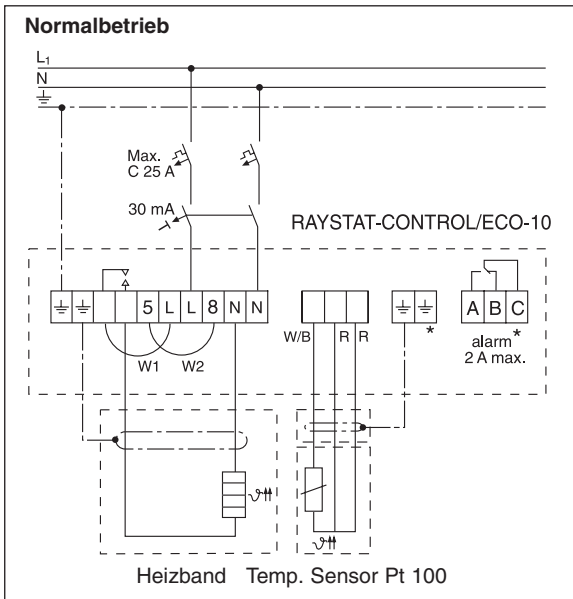 Normalbetrieb
L1
N
Max.
C 25 A
30 mA
RAYSTAT-CONTROL/ECO-10
5 L L 8 N N
A B C
W/B R R
*
alarm *
2 A max.
W1 W2
ϑ
ϑ
Heizband Temp. Sensor Pt 100